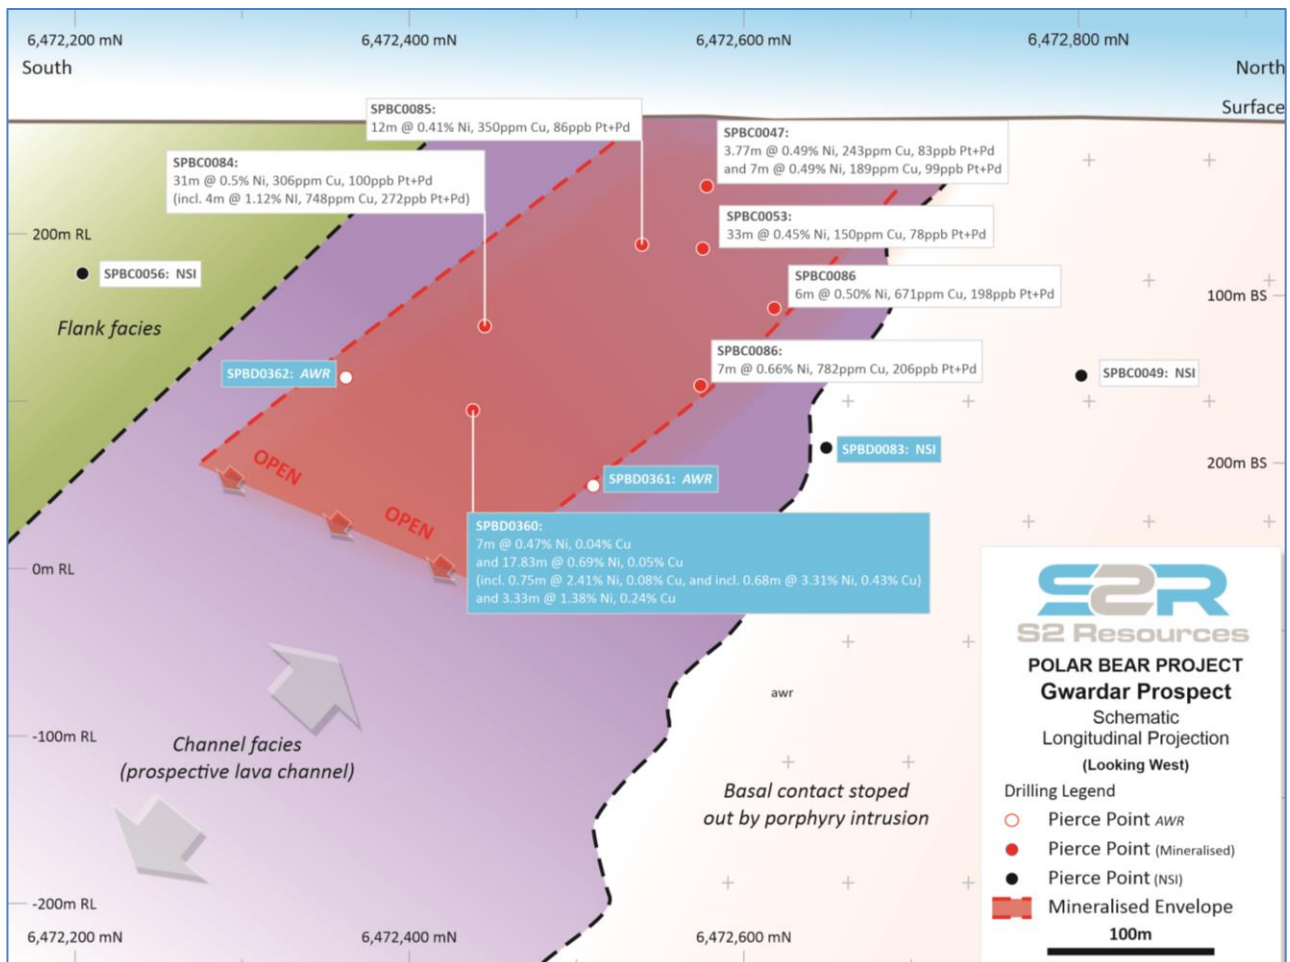 6,472,200 mN
6,472,400 mN
6,472,600 mN
6,472,800 mN
South
North
Surface
SPBC0085:
12m @ 0.41% Ni, 350ppm Cu, 86ppb Pt+Pd
SPBC0047:
3.77m @ 0.49% Ni, 243ppm Cu, 83ppb Pt+Pd
and 7m @ 0.49% Ni, 189ppm Cu, 99ppb Pt+Pd
SPBC0084:
31m @ 0.5% Ni, 306ppm Cu, 100ppb Pt+Pd
(incl. 4m @ 1.12% NI, 748ppm Cu, 272ppb Pt+Pd)
SPBC0053:
33m @ 0.45% Ni, 150ppm Cu, 78ppb Pt+Pd
200m RL
SPBC0056: NSI
SPBC0086
6m @ 0.50% Ni, 671ppm Cu, 198ppb Pt+Pd
100m BS
Flank facies
SPBC0086:
7m @ 0.66% Ni, 782ppm Cu, 206ppb Pt+Pd
SPBD0362: AWR
SPBC0049: NSI
SPBD0083: NSI
200m BS
OPEN
SPBD0361: AWR
OPEN
SPBD0360:
7m @ 0.47% Ni, 0.04% Cu
and 17.83m @ 0.69% Ni, 0.05% Cu
(incl. 0.75m @ 2.41% Ni, 0.08% Cu, and incl. 0.68m @ 3.31% Ni, 0.43% Cu)
and 3.33m @ 1.38% Ni, 0.24% Cu
0m RL
S2R
S2 Resources
POLAR BEAR PROJECT
Gwardar Prospect
Schematic
Longitudinal Projection
(Looking West)
awr
-100m RL
Channel facies
(prospective lava channel)
Basal contact stoped
out by porphyry intrusion
Drilling Legend
Pierce Point AWR
Pierce Point (Mineralised)
Pierce Point (NSI)
Mineralised Envelope
100m
-200m RL
6,472,200 mN
6,472,400 mN
6,472,600 mN